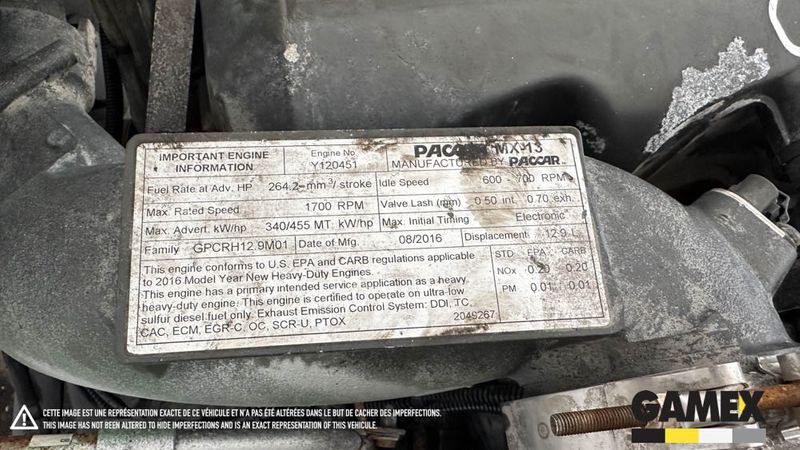 IMPORTANT ENGINE INFORMATION
Engine No Y120451
PACCAR MX-13
MANUFACTURED BY PACCAR INC.
Fuel Rate at Adv. HP 264.2 mm³/ stroke Idle Speed 600 - 700 RPM
Max. Rated Speed 1700 RPM Valve Lash (mm) 0.50 int. 0.70 exh.
Max. Advert. kW/hp 340/455 MT. kW/hp Max. Initial Timing Electronic
Family GPCRH12.9M01 Date of Mfg. 08/2016 Displacement 12.9 L
This engine conforms to U.S. EPA and CARB regulations applicable
to 2016 Model Year New Heavy-Duty Engines.
This engine has a primary intended service application as a heavy
heavy-duty engine. This engine is certified to operate on ultra-low
sulfur diesel fuel only. Exhaust Emission Control System: DDI, TC,
CAC, ECM, EGR-C, OC, SCR-U, PTOX
STD EPA CARB
NOx 0.20 0.20
PM 0.01 0.01
2049267
CETTE IMAGE EST UNE REPRÉSENTATION EXACTE DE CE VÉHICULE ET N'A PAS ÉTÉ ALTÉRÉES DANS LE BUT DE CACHER DES IMPERFECTIONS.
THIS IMAGE HAS NOT BEEN ALTERED TO HIDE IMPERFECTIONS AND IS AN EXACT REPRESENTATION OF THIS VEHICLE.
GAMEX